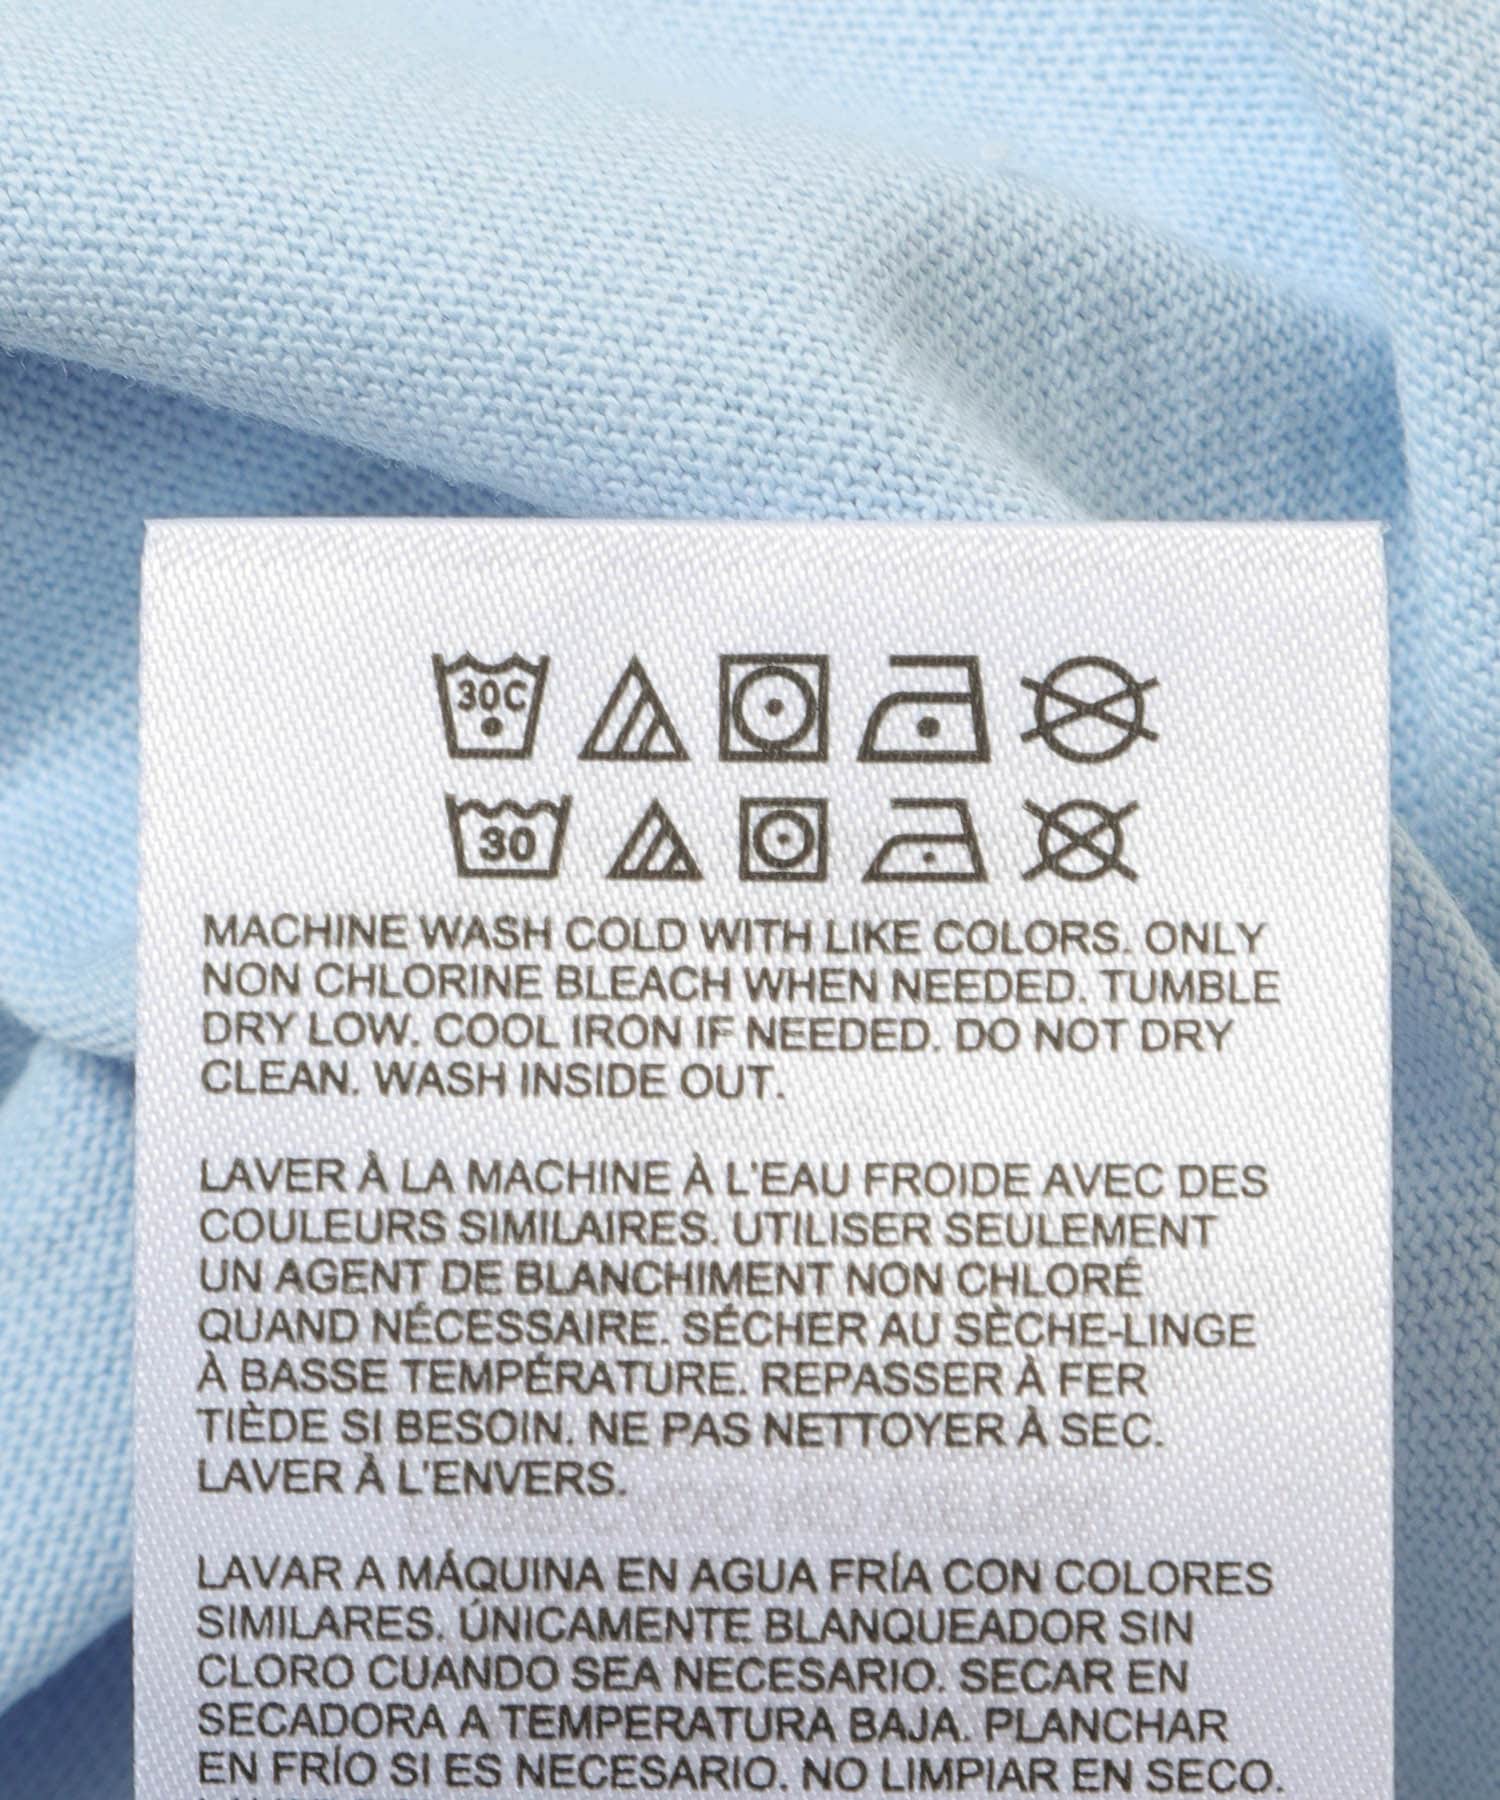 30C
30
MACHINE WASH COLD WITH LIKE COLORS. ONLY
NON CHLORINE BLEACH WHEN NEEDED. TUMBLE
DRY LOW. COOL IRON IF NEEDED. DO NOT DRY
CLEAN. WASH INSIDE OUT.
LAVER À LA MACHINE À L'EAU FROIDE AVEC DES
COULEURS SIMILAIRES. UTILISER SEULEMENT
UN AGENT DE BLANCHIMENT NON CHLORÉ
QUAND NÉCESSAIRE. SÉCHER AU SÈCHE-LINGE
À BASSE TEMPÉRATURE. REPASSER À FER
TIÈDE SI BESOIN. NE PAS NETTOYER À SEC.
LAVER À L'ENVERS.
LAVAR A MÁQUINA EN AGUA FRÍA CON COLORES
SIMILARES. ÚNICAMENTE BLANQUEADOR SIN
CLORO CUANDO SEA NECESARIO. SECAR EN
SECADORA A TEMPERATURA BAJA. PLANCHAR
EN FRÍO SI ES NECESARIO. NO LIMPIAR EN SECO.